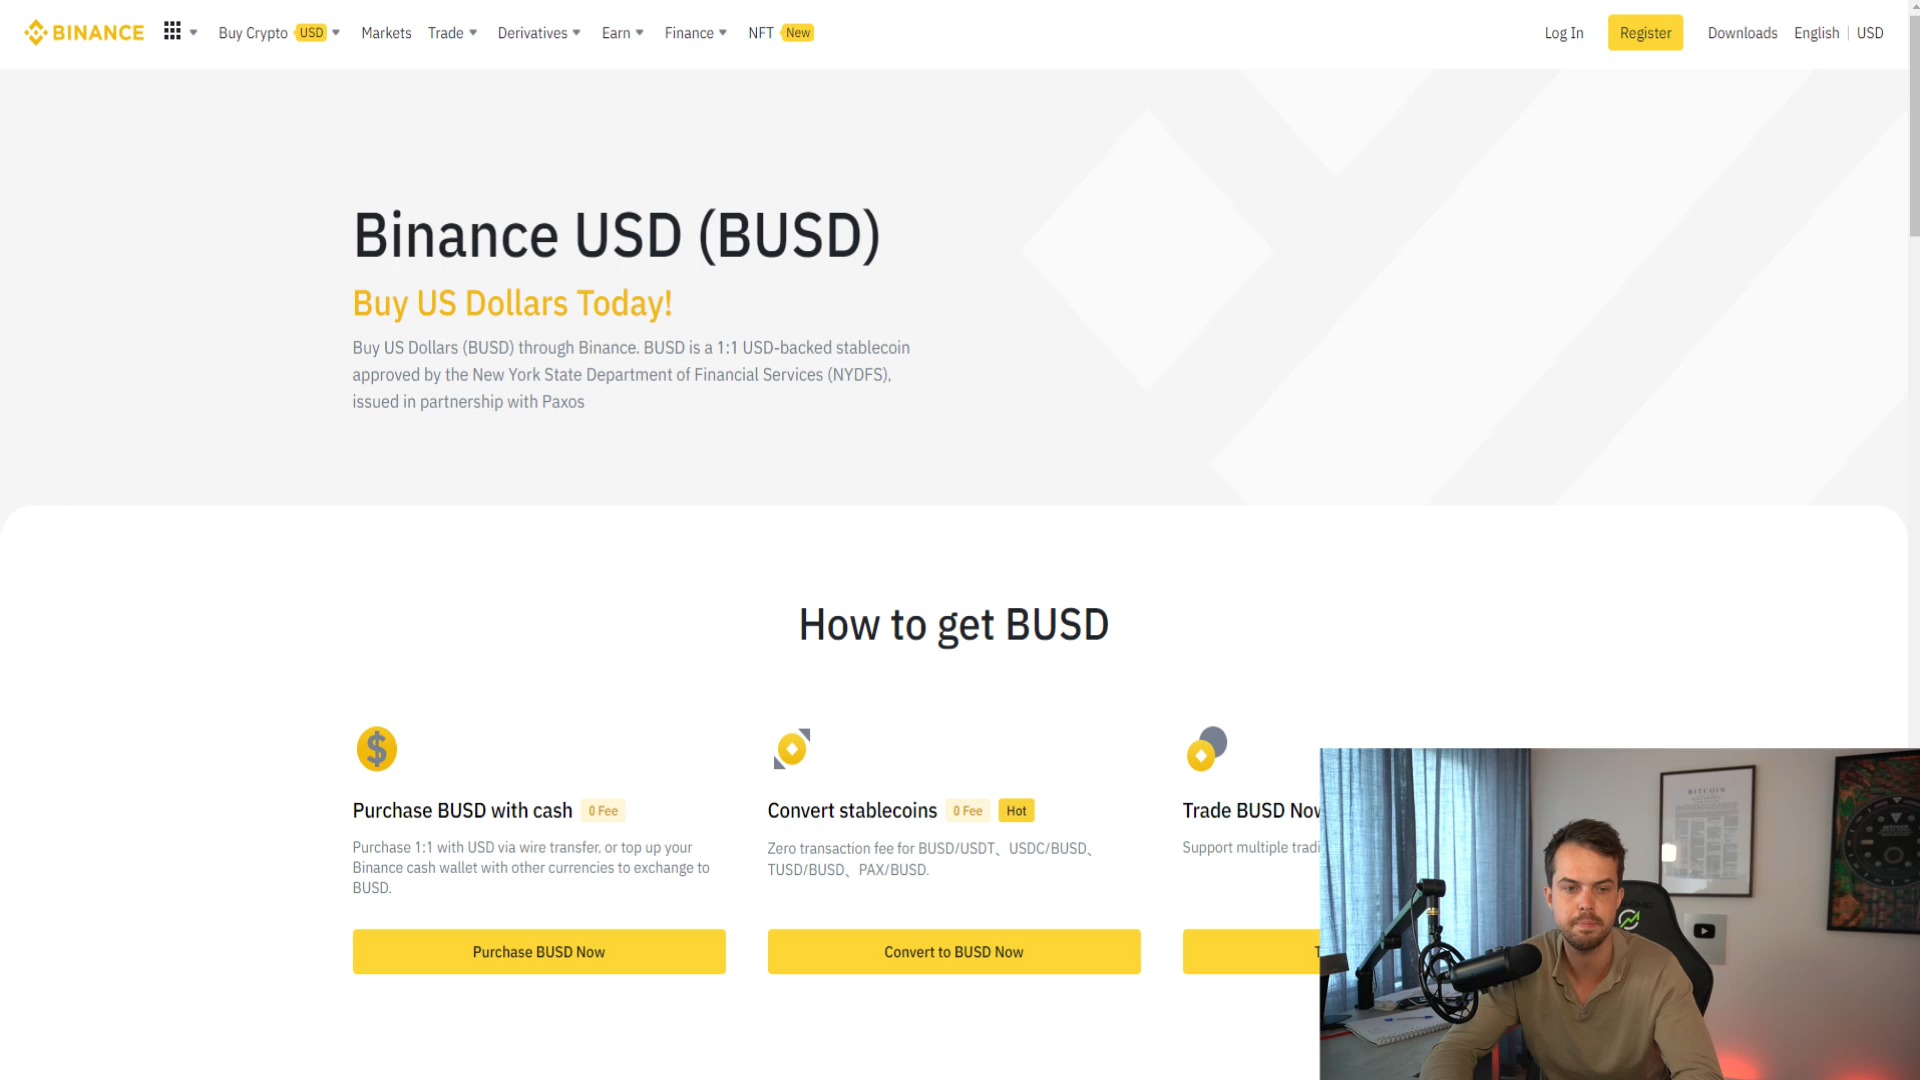 BINANCE
Buy Crypto USD
Markets
Trade
Derivatives
Earn
Finance
NFT New
Log In
Register
Downloads
English | USD
Binance USD (BUSD)
Buy US Dollars Today!
Buy US Dollars (BUSD) through Binance. BUSD is a 1:1 USD-backed stablecoin
approved by the New York State Department of Financial Services (NYDFS),
issued in partnership with Paxos
How to get BUSD
Purchase BUSD with cash 0 Fee
Purchase 1:1 with USD via wire transfer, or top up your
Binance cash wallet with other currencies to exchange to
BUSD.
Purchase BUSD Now
Convert stablecoins 0 Fee Hot
Zero transaction fee for BUSD/USDT、USDC/BUSD、
TUSD/BUSD、PAX/BUSD.
Convert to BUSD Now
Trade BUSD Now
Support multiple tradi
T
BITCOIN